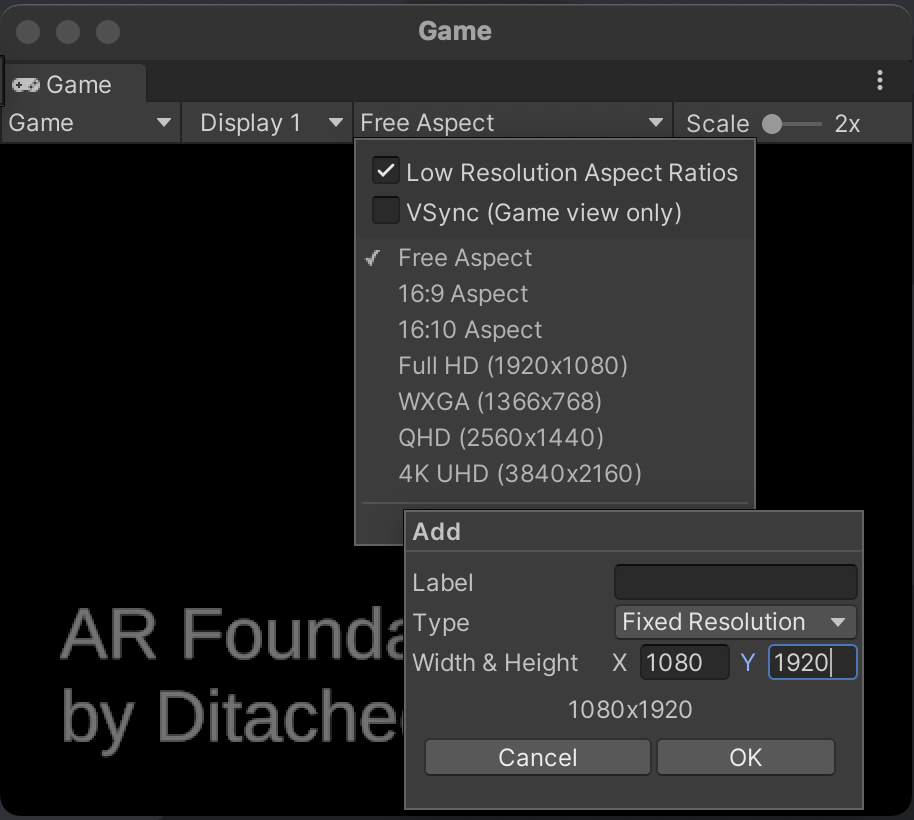 Game
Game
Game Display 1 Free Aspect Scale 2x
Low Resolution Aspect Ratios
VSync (Game view only)
Free Aspect
16:9 Aspect
16:10 Aspect
Full HD (1920x1080)
WXGA (1366x768)
QHD (2560x1440)
4K UHD (3840x2160)
Add
Label
Type Fixed Resolution
Width & Height X 1080 Y 1920
1080x1920
Cancel OK
AR Founda
by Ditache